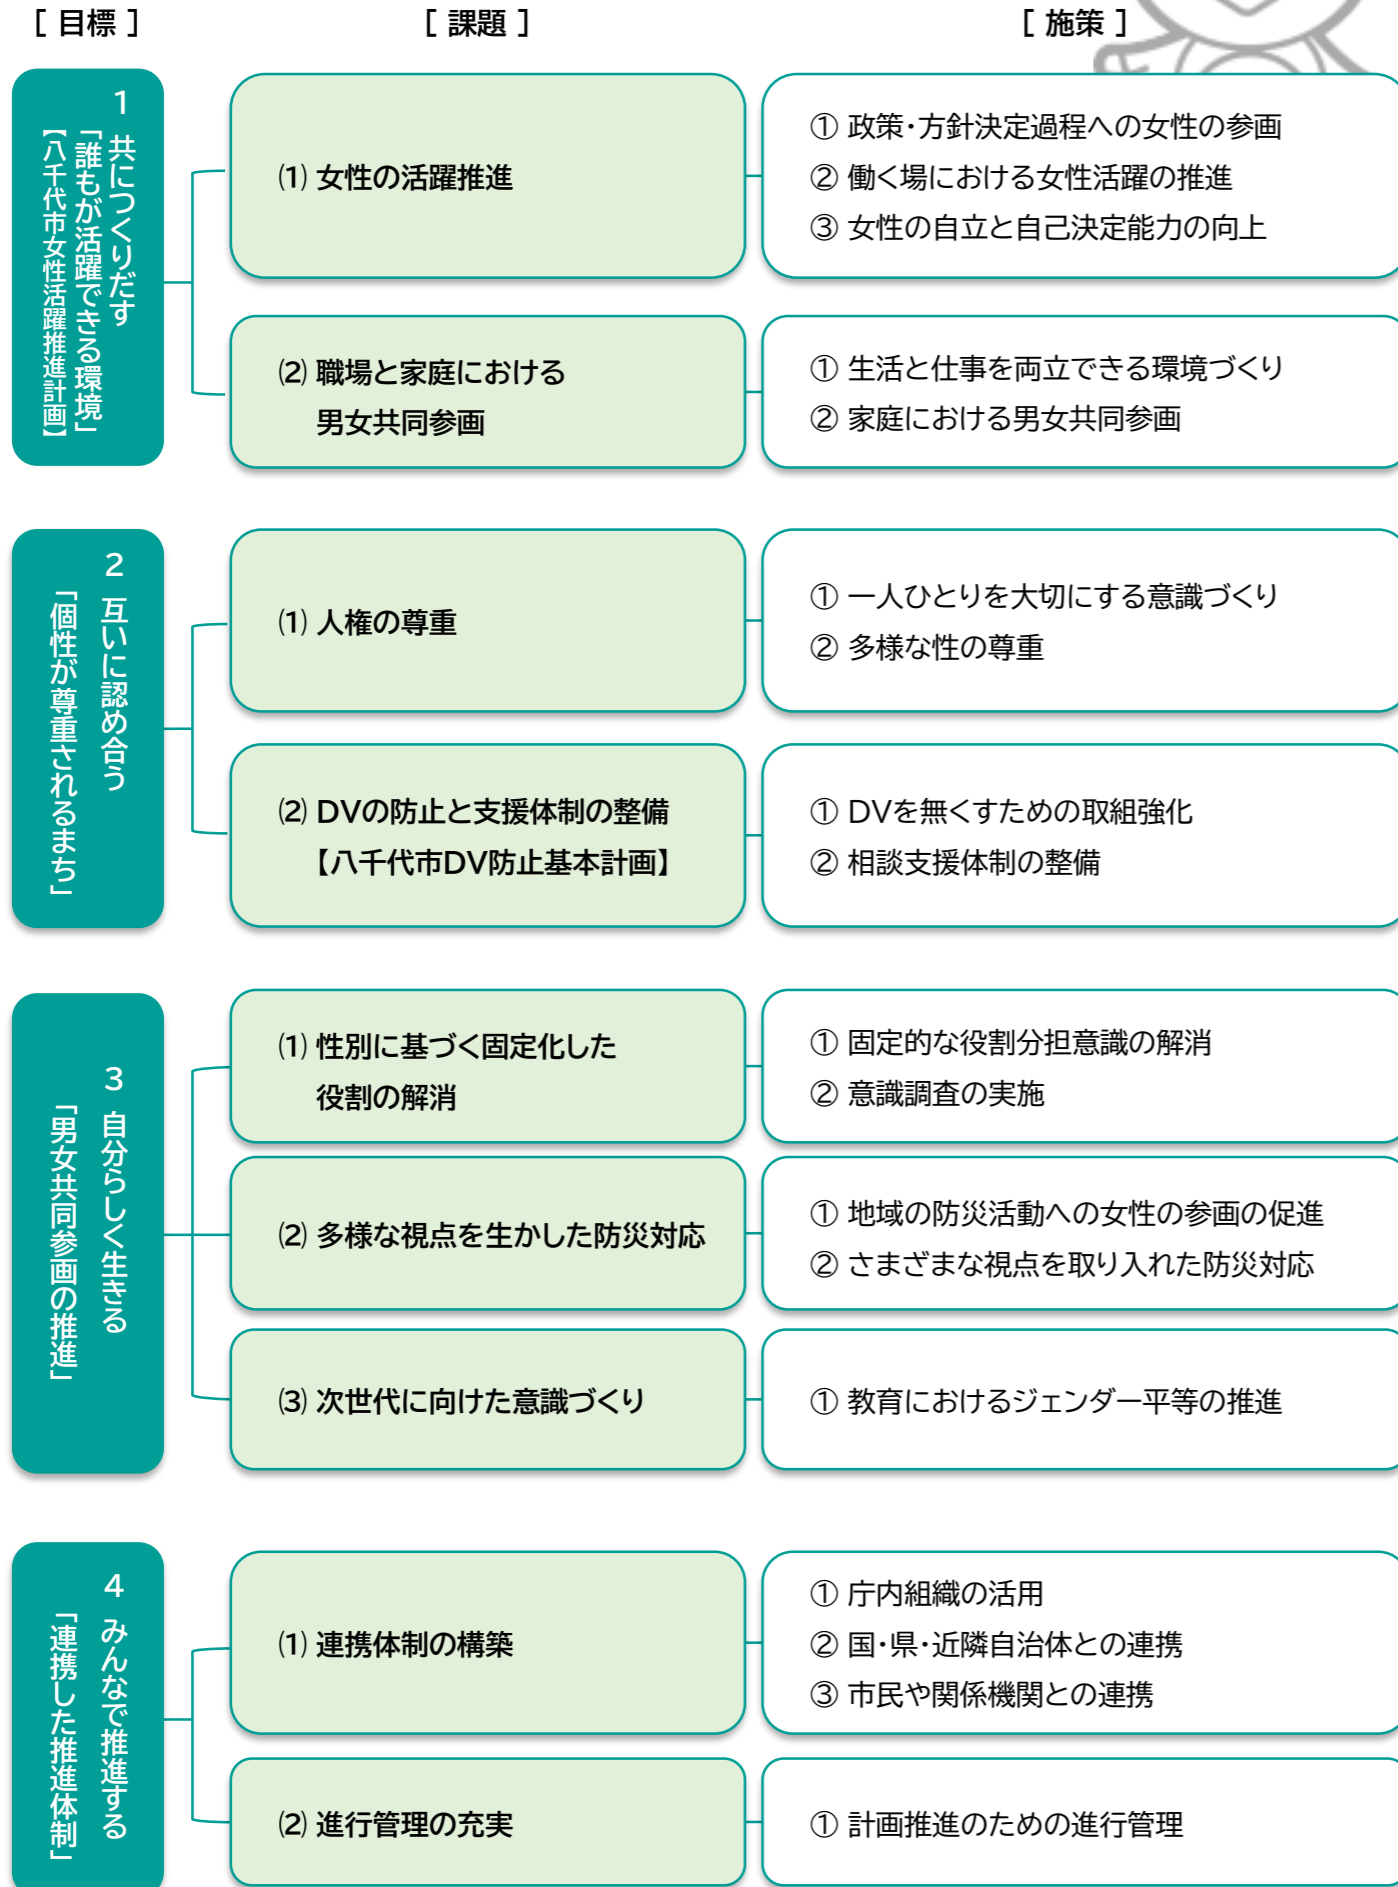 [ 目標 ]
[ 課題 ]
[ 施策 ]
1 共につくりだす
「誰もが活躍できる環境」
【八千代市女性活躍推進計画】
⑴ 女性の活躍推進
① 政策・方針決定過程への女性の参画
② 働く場における女性活躍の推進
③ 女性の自立と自己決定能力の向上
⑵ 職場と家庭における
男女共同参画
① 生活と仕事を両立できる環境づくり
② 家庭における男女共同参画
2 互いに認め合う
「個性が尊重されるまち」
⑴ 人権の尊重
① 一人ひとりを大切にする意識づくり
② 多様な性の尊重
⑵ DVの防止と支援体制の整備
【八千代市DV防止基本計画】
① DVを無くすための取組強化
② 相談支援体制の整備
3 自分らしく生きる
「男女共同参画の推進」
⑴ 性別に基づく固定化した
役割の解消
① 固定的な役割分担意識の解消
② 意識調査の実施
⑵ 多様な視点を生かした防災対応
① 地域の防災活動への女性の参画の促進
② さまざまな視点を取り入れた防災対応
⑶ 次世代に向けた意識づくり
① 教育におけるジェンダー平等の推進
4 みんなで推進する
「連携した推進体制」
⑴ 連携体制の構築
① 庁内組織の活用
② 国・県・近隣自治体との連携
③ 市民や関係機関との連携
⑵ 進行管理の充実
① 計画推進のための進行管理